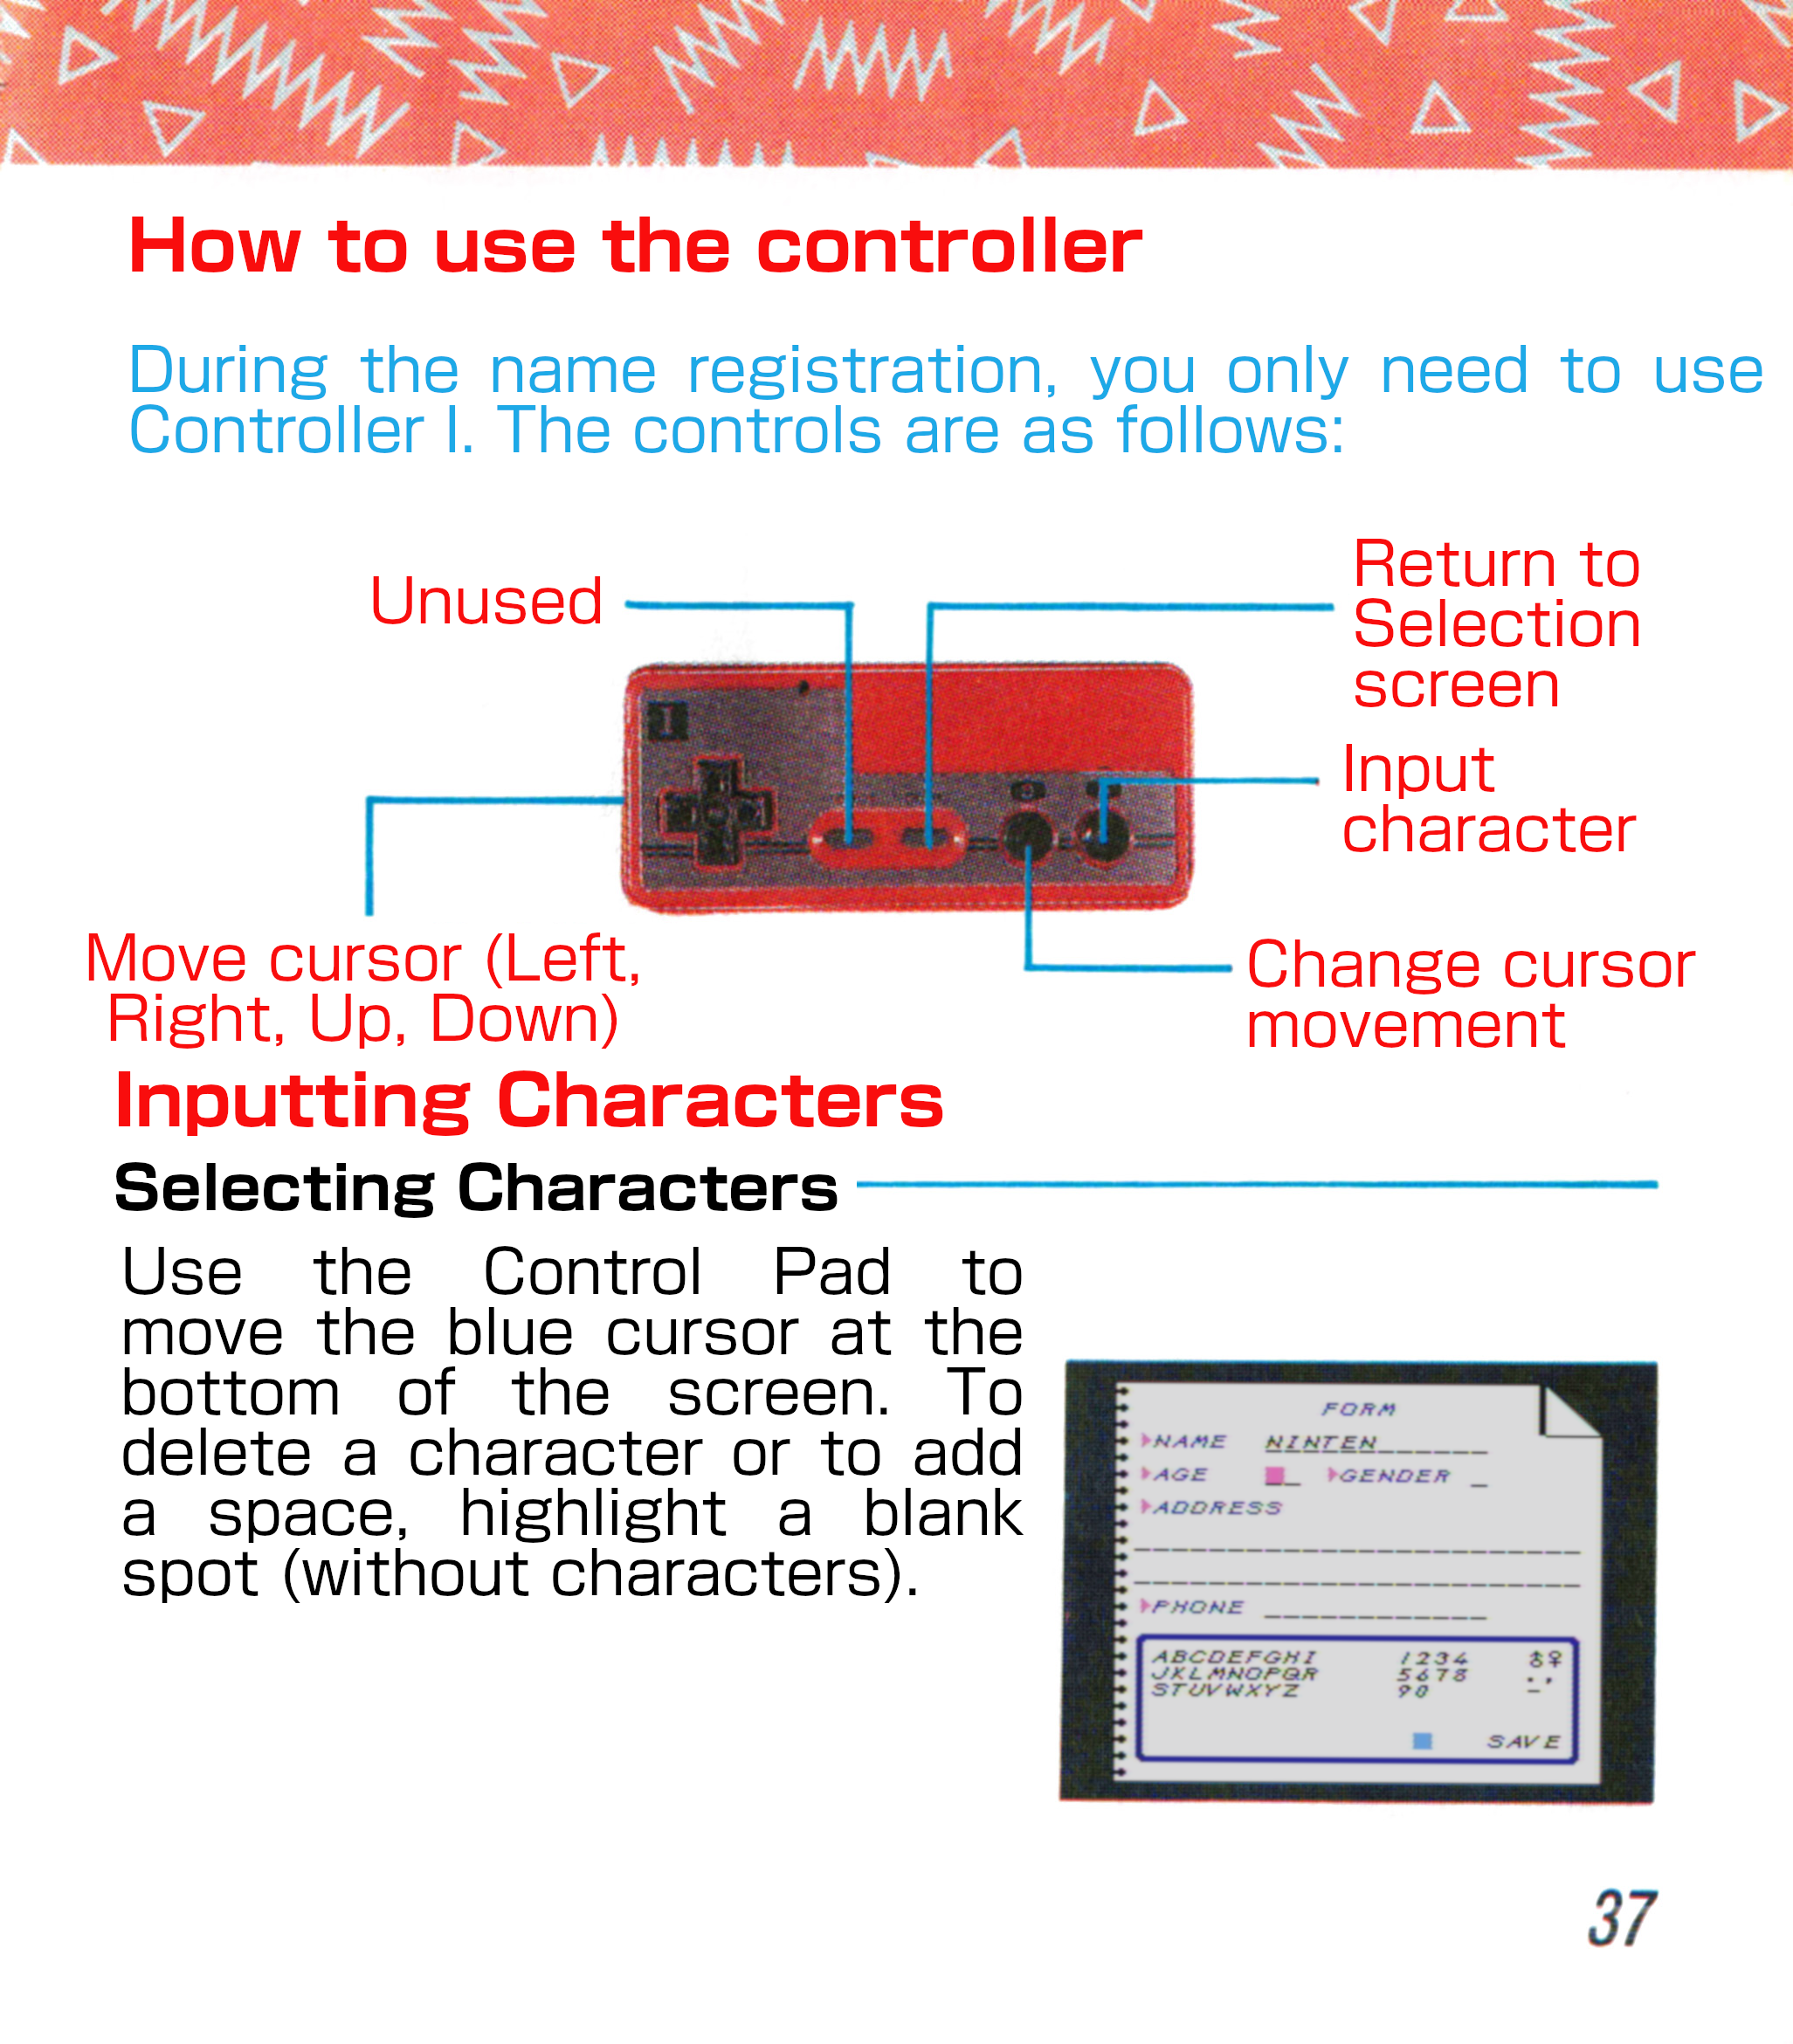 How to use the controller
During the name registration, you only need to use
Controller I. The controls are as follows:
Unused
Return to
Selection
screen
I
Input
character
Move cursor (Left,
Right, Up, Down)
Change cursor
movement
Inputting Characters
Selecting Characters
Use the Control Pad to
move the blue cursor at the
bottom of the screen. To
delete a character or to add
a space, highlight a blank
spot (without characters).
FORM
NAME NINTEN
AGE GENDER
ADDRESS
PHONE
ABCDEFGHI 1234 ♂♀
JKLMNOPQR 5678 . ,
STUVWXYZ 90 -
SAVE
37